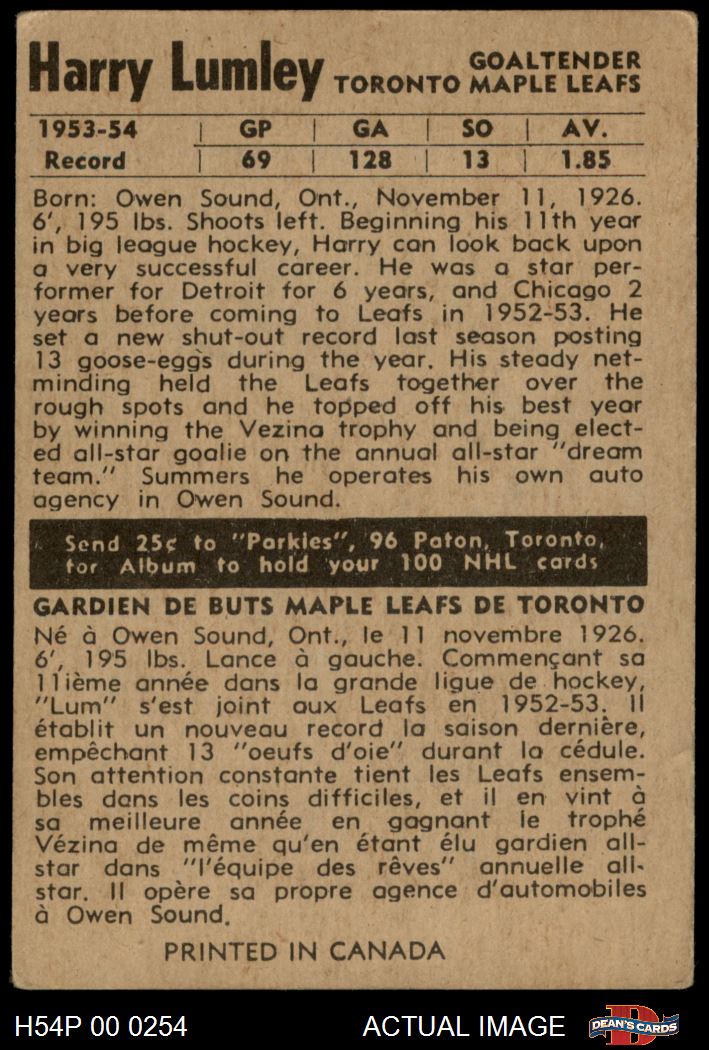 Harry Lumley GOALTENDER
TORONTO MAPLE LEAFS
1953-54 | GP | GA | SO | AV.
Record | 69 | 128 | 13 | 1.85
Born: Owen Sound, Ont., November 11, 1926.
6', 195 lbs. Shoots left. Beginning his 11th year
in big league hockey, Harry can look back upon
a very successful career. He was a star per-
former for Detroit for 6 years, and Chicago 2
years before coming to Leafs in 1952-53. He
set a new shut-out record last season posting
13 goose-eggs during the year. His steady net-
minding held the Leafs together over the
rough spots and he topped off his best year
by winning the Vezina trophy and being elect-
ed all-star goalie on the annual all-star "dream
team." Summers he operates his own auto
agency in Owen Sound.
Send 25¢ to "Parkies", 96 Paton, Toronto,
for Album to hold your 100 NHL cards
GARDIEN DE BUTS MAPLE LEAFS DE TORONTO
Né à Owen Sound, Ont., le 11 novembre 1926.
6', 195 lbs. Lance à gauche. Commençant sa
11ième année dans la grande ligue de hockey,
"Lum" s'est joint aux Leafs en 1952-53. Il
établit un nouveau record la saison dernière,
empêchant 13 "oeufs d'oie" durant la cédule.
Son attention constante tient les Leafs ensem-
bles dans les coins difficiles, et il en vint à
sa meilleure année en gagnant le trophé
Vézina de même qu'en étant élu gardien all-
star dans "l'équipe des rêves" annuelle all-
star. Il opère sa propre agence d'automobiles
à Owen Sound.
PRINTED IN CANADA
H54P 00 0254 ACTUAL IMAGE DEAN'S CARDS